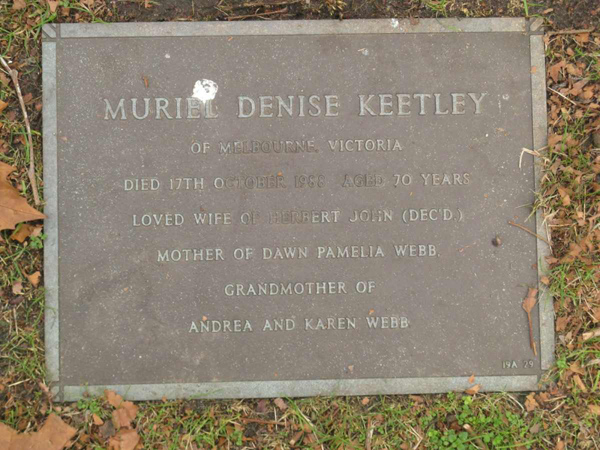 MURIEL DENISE KEETLEY
OF MELBOURNE, VICTORIA
DIED 17TH OCTOBER 1988 AGED 70 YEARS
LOVED WIFE OF HERBERT JOHN (DEC'D.)
MOTHER OF DAWN PAMELIA WEBB,
GRANDMOTHER OF
ANDREA AND KAREN WEBB
19A 29